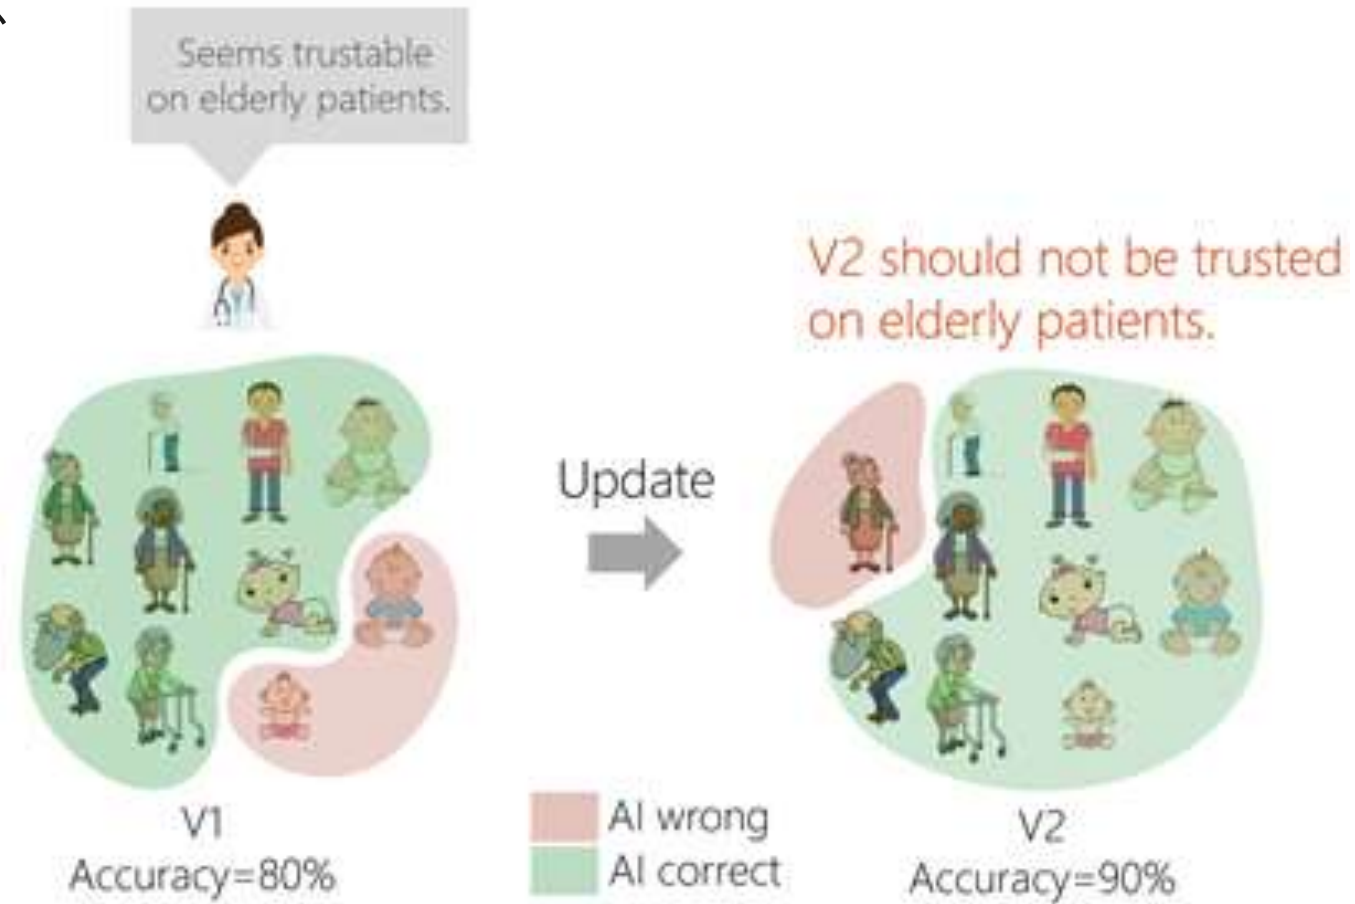 Seems trustable
on elderly patients.
V2 should not be trusted
on elderly patients.
Update
V1
Accuracy=80%
AI wrong
AI correct
V2
Accuracy=90%